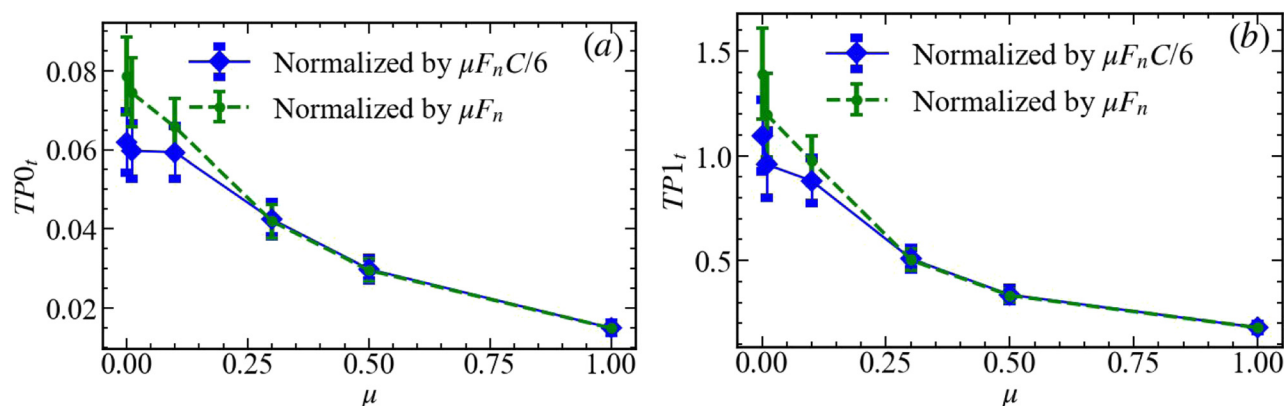 (a)
Normalized by μFₙC/6
Normalized by μFₙ
0.08
0.06
0.04
0.02
TP0ₜ
0.00 0.25 0.50 0.75 1.00
μ
(b)
Normalized by μFₙC/6
Normalized by μFₙ
1.5
1.0
0.5
TP1ₜ
0.00 0.25 0.50 0.75 1.00
μ